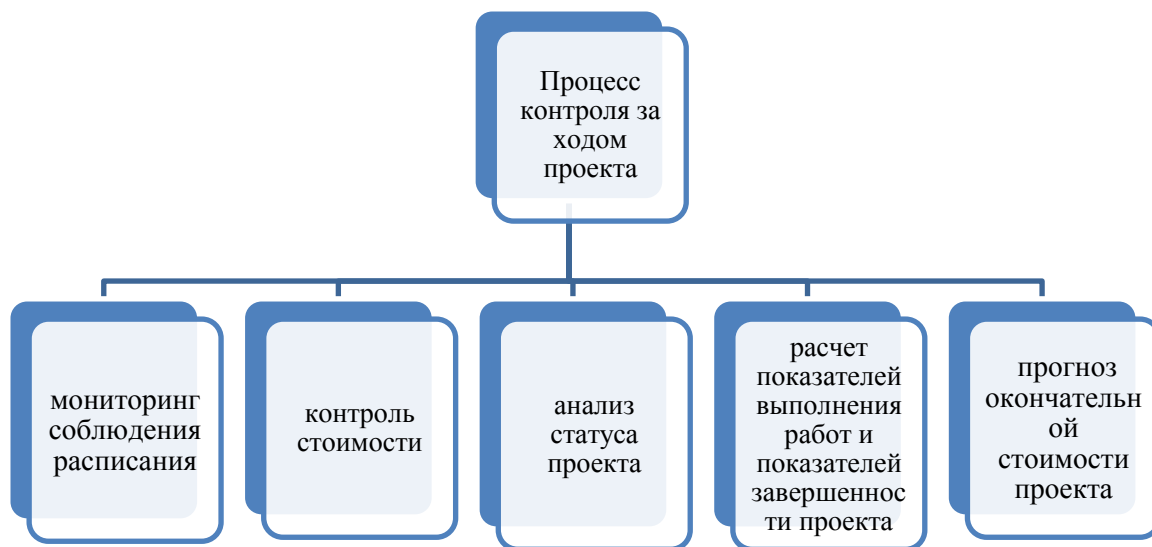 Процесс
контроля за
ходом
проекта
мониторинг
соблюдения
расписания
контроль
стоимости
анализ
статуса
проекта
расчет
показателей
выполнения
работ и
показателей
завершеннос
ти проекта
прогноз
окончательн
ой
стоимости
проекта